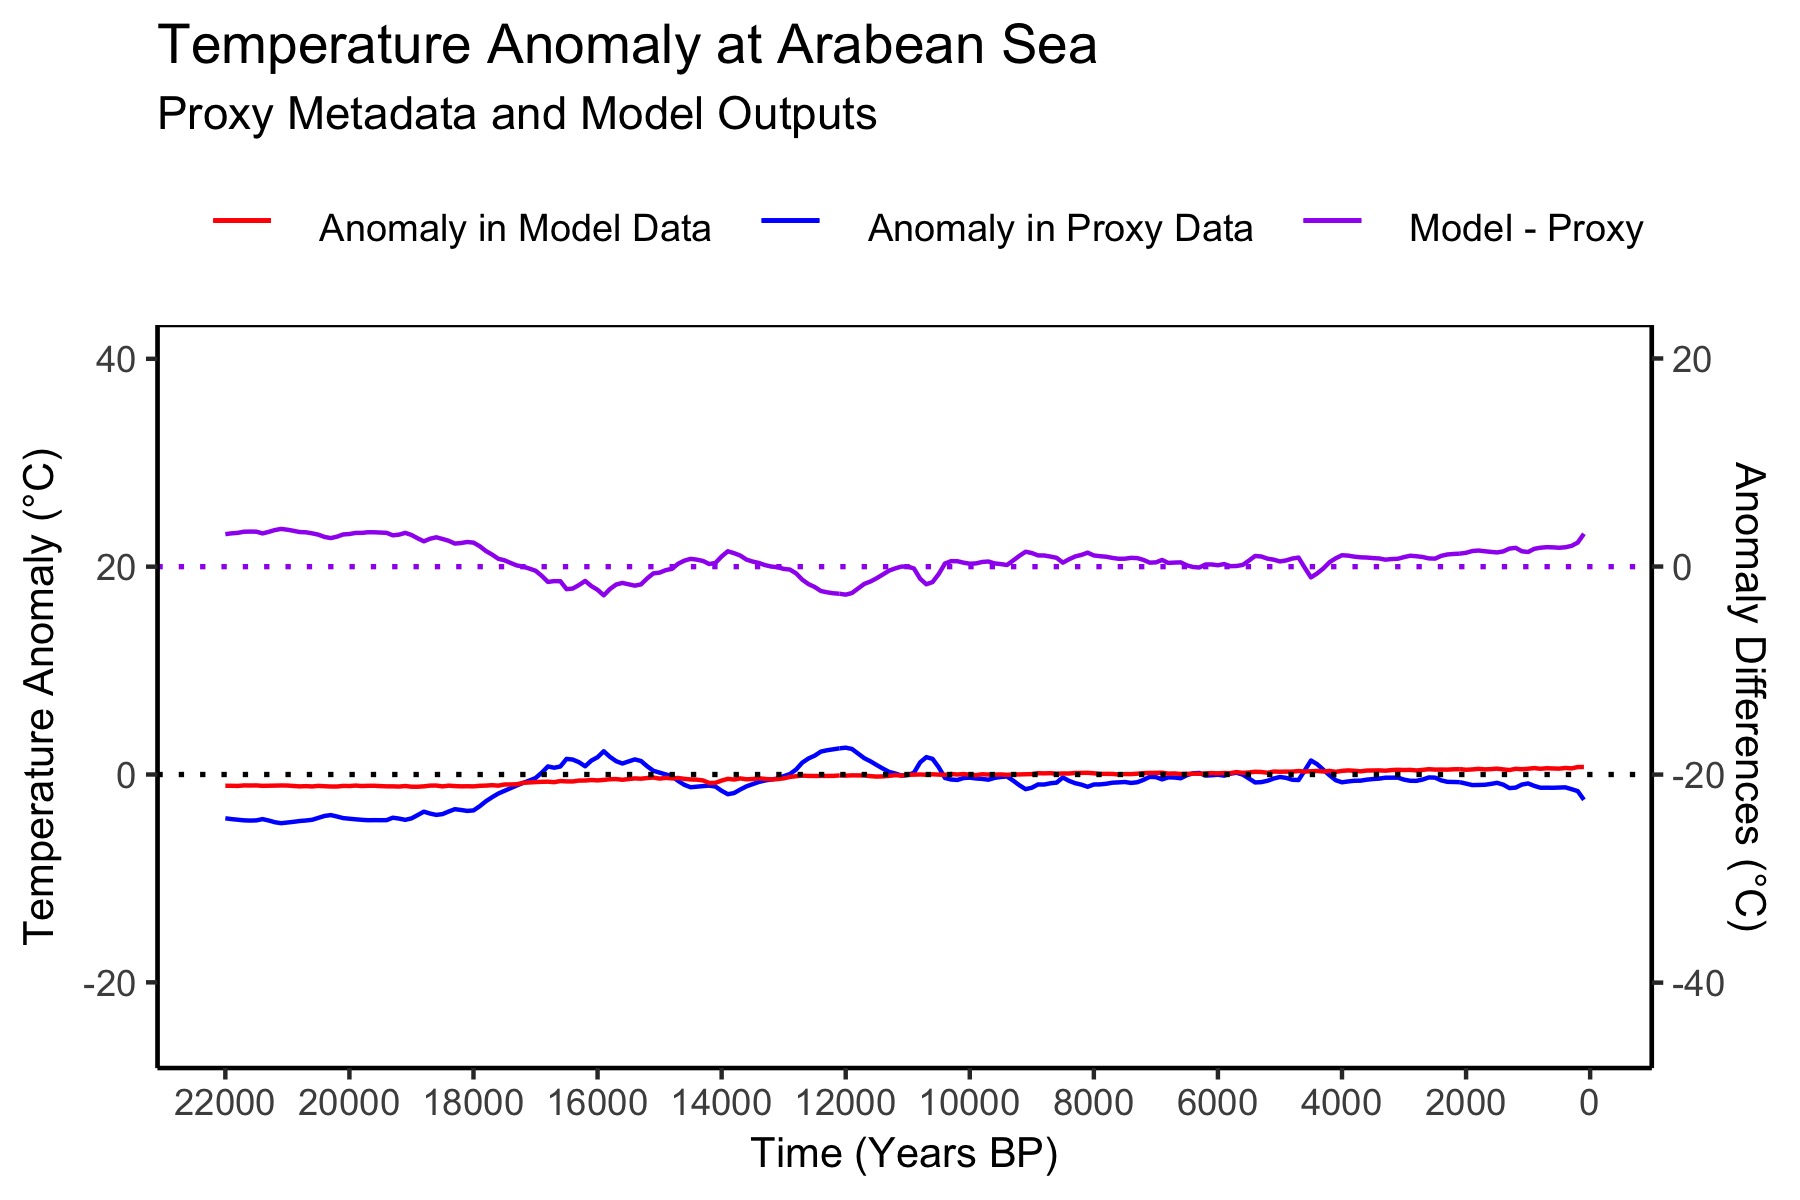 Temperature Anomaly at Arabean Sea
Proxy Metadata and Model Outputs
Anomaly in Model Data Anomaly in Proxy Data Model - Proxy
Temperature Anomaly (°C)
40
20
0
-20
20
0
-20
-40
Anomaly Differences (°C)
22000 20000 18000 16000 14000 12000 10000 8000 6000 4000 2000 0
Time (Years BP)